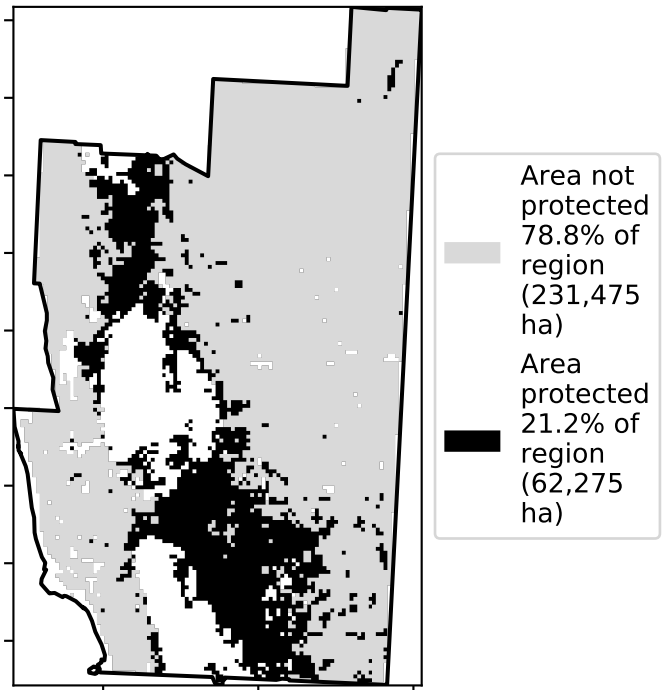 Area not
protected
78.8% of
region
(231,475
ha)
Area
protected
21.2% of
region
(62,275
ha)